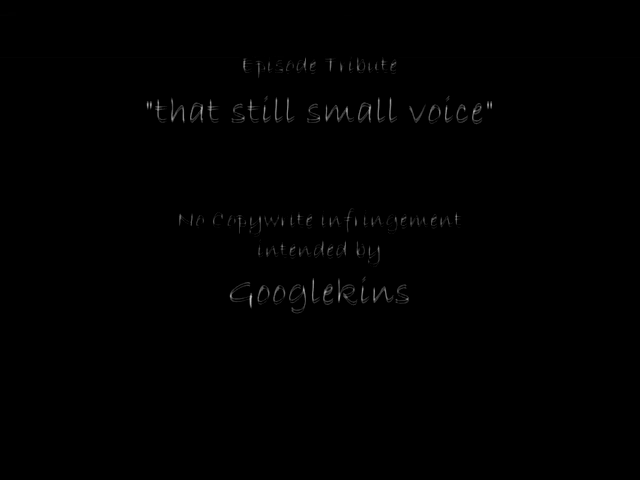 Episode Tribute
"that still small voice"
No Copywrite infringement
intended by
Googlekins